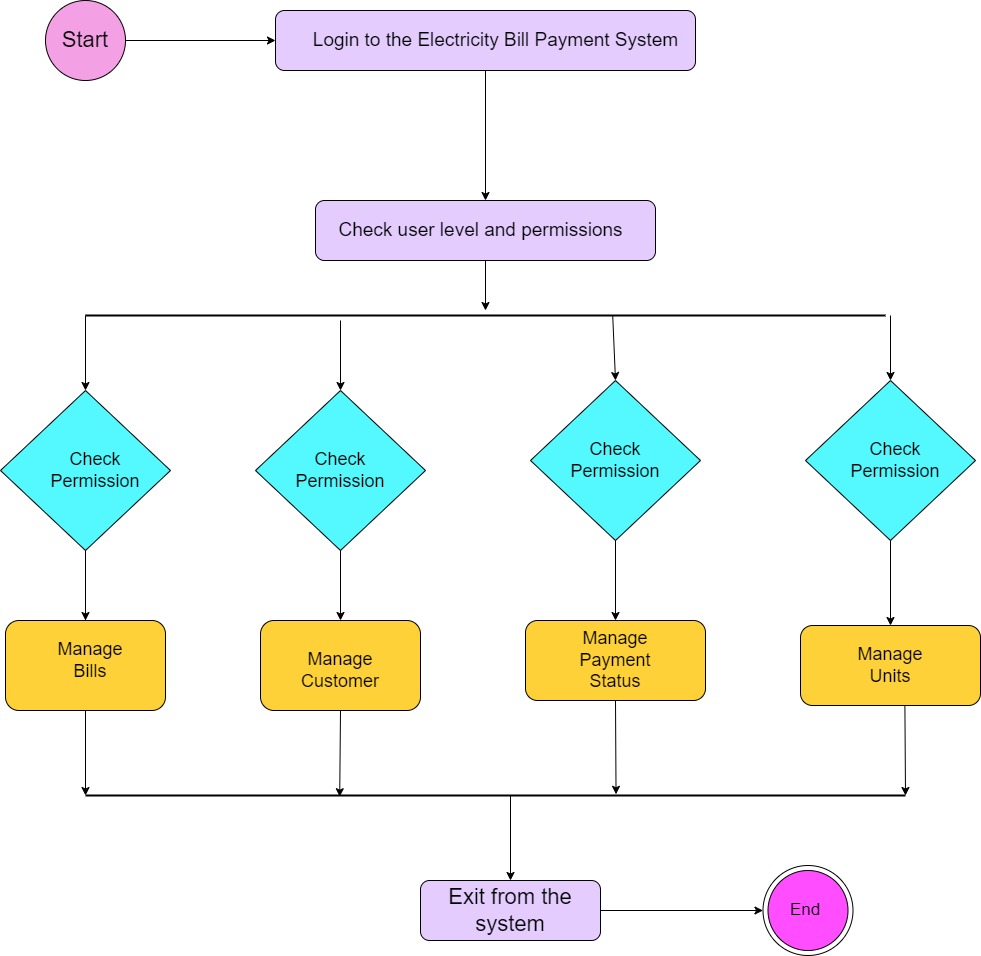 Start
Login to the Electricity Bill Payment System
Check user level and permissions
Check
Permission
Check
Permission
Check
Permission
Check
Permission
Manage
Bills
Manage
Customer
Manage
Payment
Status
Manage
Units
Exit from the
system
End